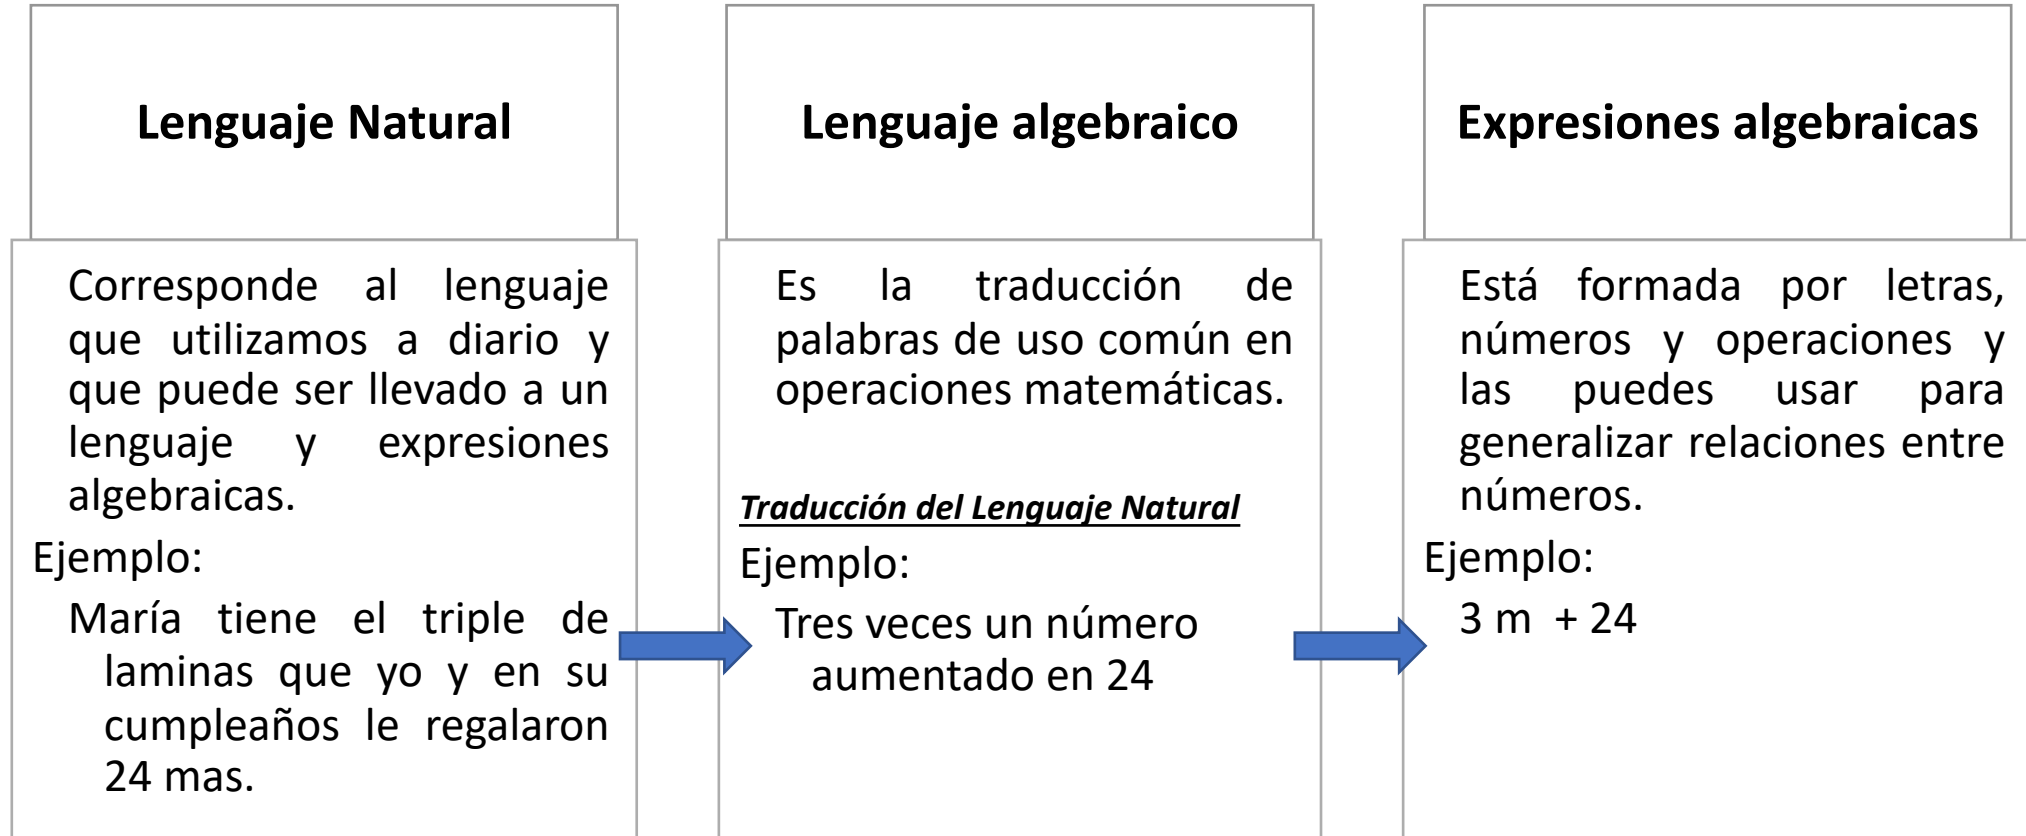 Lenguaje Natural
Corresponde al lenguaje
que utilizamos a diario y
que puede ser llevado a un
lenguaje y expresiones
algebraicas.
Ejemplo:
María tiene el triple de
laminas que yo y en su
cumpleaños le regalaron
24 mas.
Lenguaje algebraico
Es la traducción de
palabras de uso común en
operaciones matemáticas.
Traducción del Lenguaje Natural
Ejemplo:
Tres veces un número
aumentado en 24
Expresiones algebraicas
Está formada por letras,
números y operaciones y
las puedes usar para
generalizar relaciones entre
números.
Ejemplo:
3 m + 24